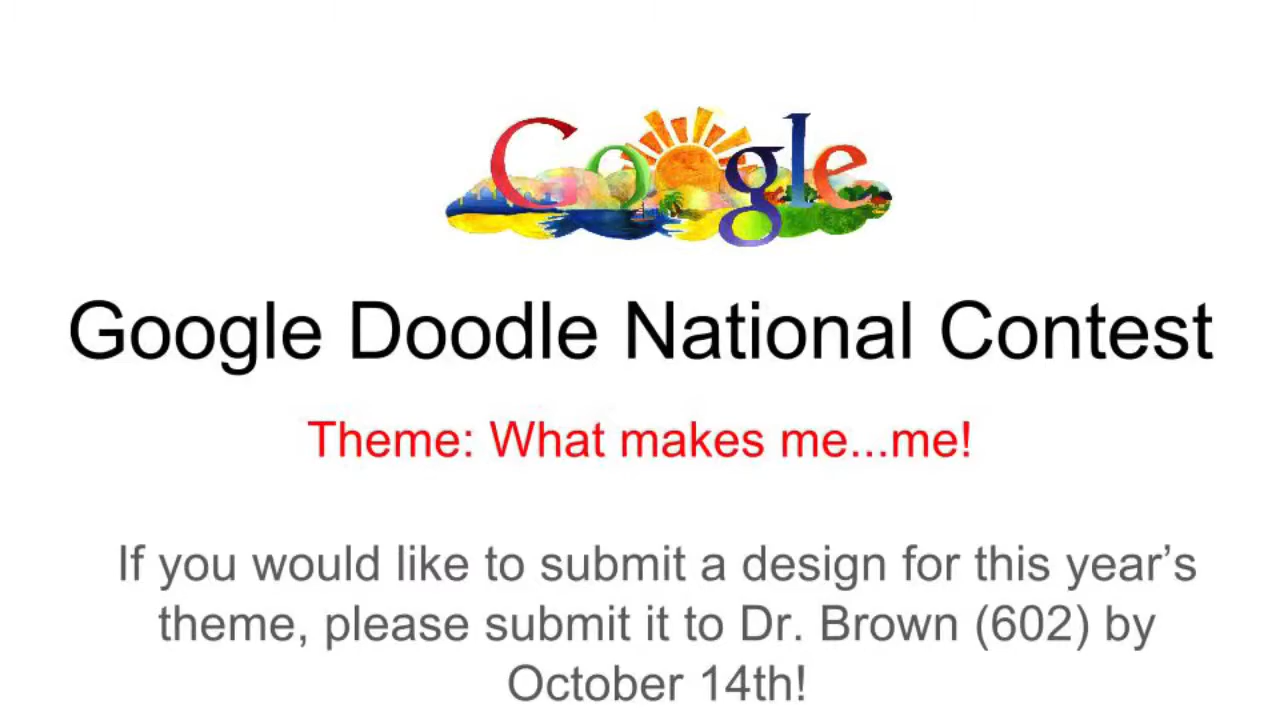 Google
Google Doodle National Contest
Theme: What makes me...me!
If you would like to submit a design for this year’s
theme, please submit it to Dr. Brown (602) by
October 14th!